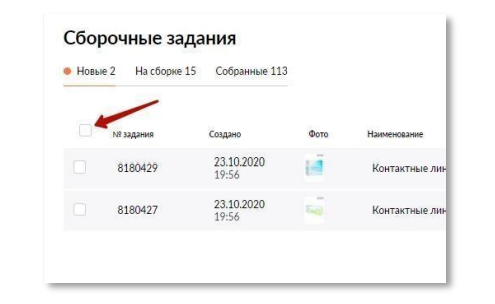 Сборочные задания
Новые 2 На сборке 15 Собранные 113
№ задания Создано Фото Наименование
8180429 23.10.2020 Контактные лин
19:56
8180427 23.10.2020 Контактные лин
19:56